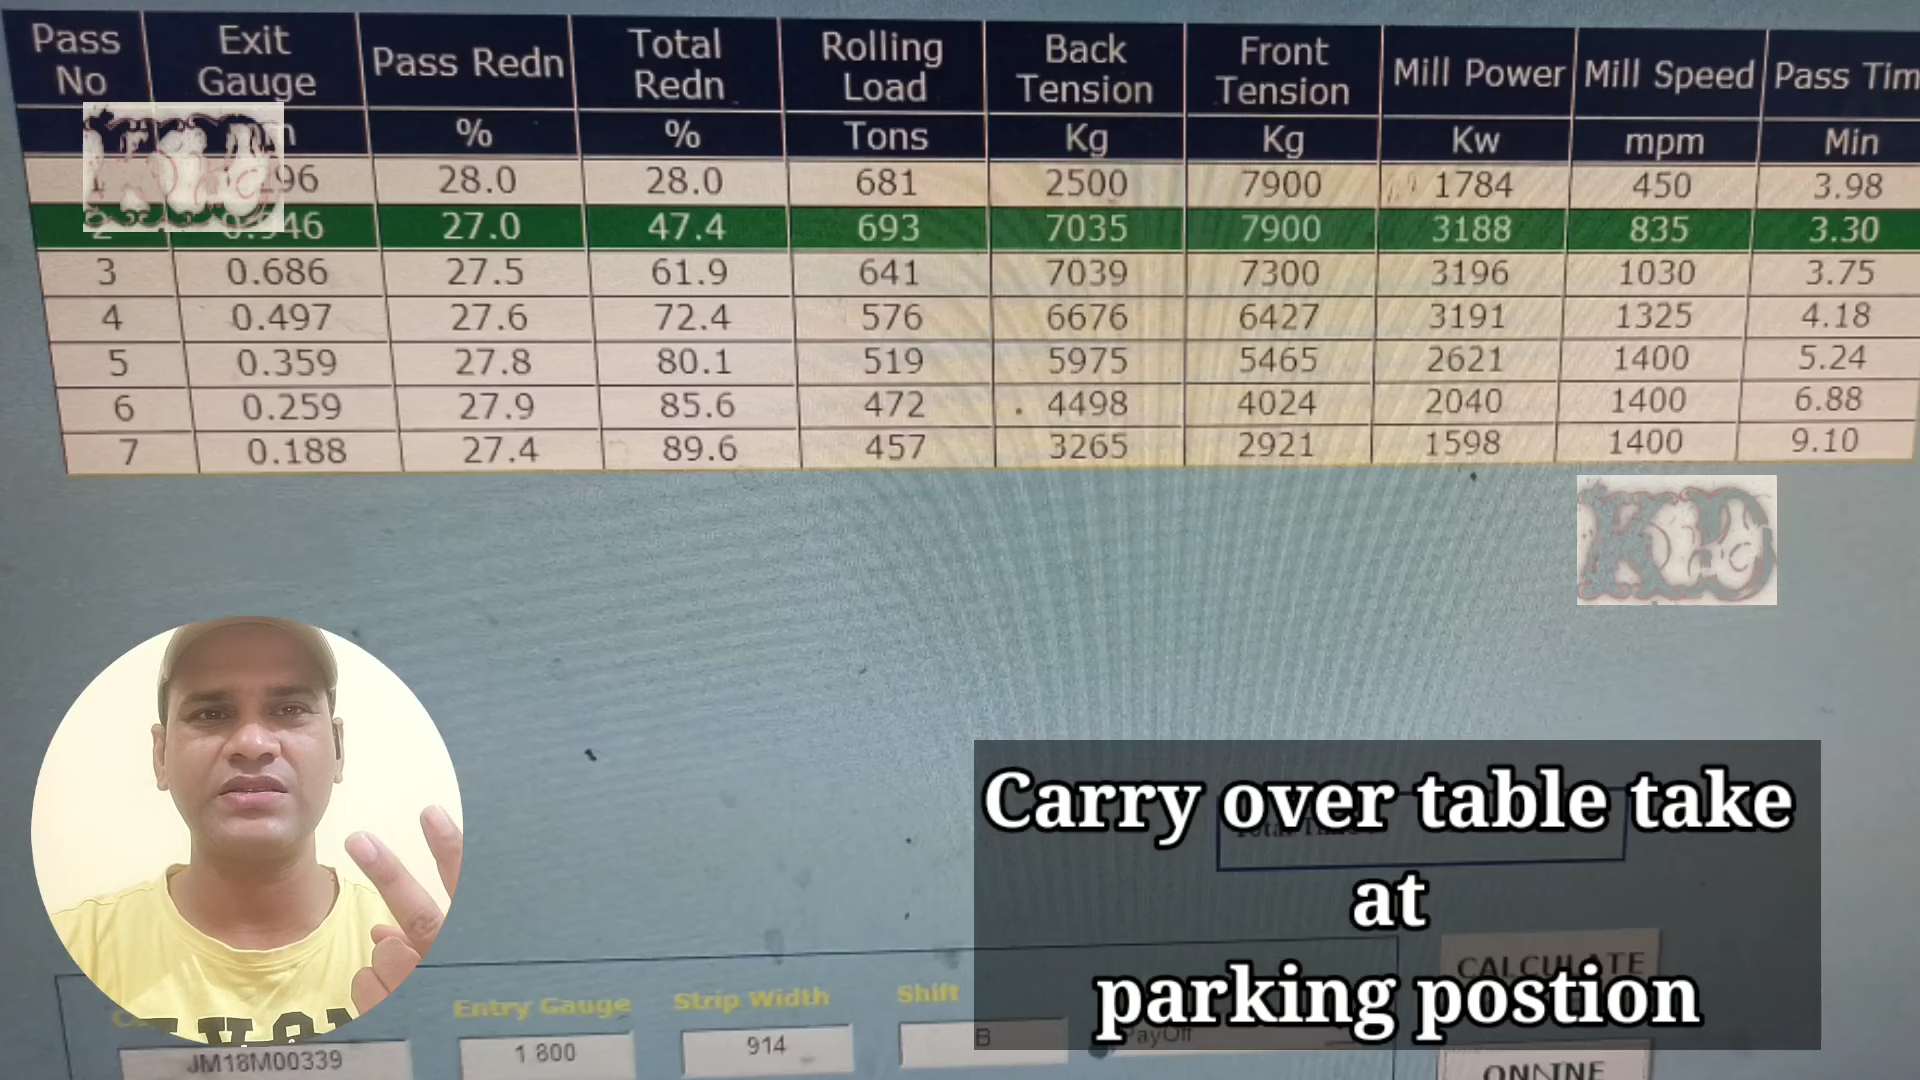 Pass No Exit Gauge Pass Redn Total Redn Rolling Load Back Tension Front Tension Mill Power Mill Speed Pass Tim
% % Tons Kg Kg Kw mpm Min
28.0 28.0 681 2500 7900 1784 450 3.98
2 0.946 27.0 47.4 693 7035 7900 3188 835 3.30
3 0.686 27.5 61.9 641 7039 7300 3196 1030 3.75
4 0.497 27.6 72.4 576 6676 6427 3191 1325 4.18
5 0.359 27.8 80.1 519 5975 5465 2621 1400 5.24
6 0.259 27.9 85.6 472 4498 4024 2040 1400 6.88
7 0.188 27.4 89.6 457 3265 2921 1598 1400 9.10
Carry over table take
at
parking postion
CALCULATE
Entry Gauge Strip Width Shift
JM18M00339 1 800 914 B PayOff
ONLINE